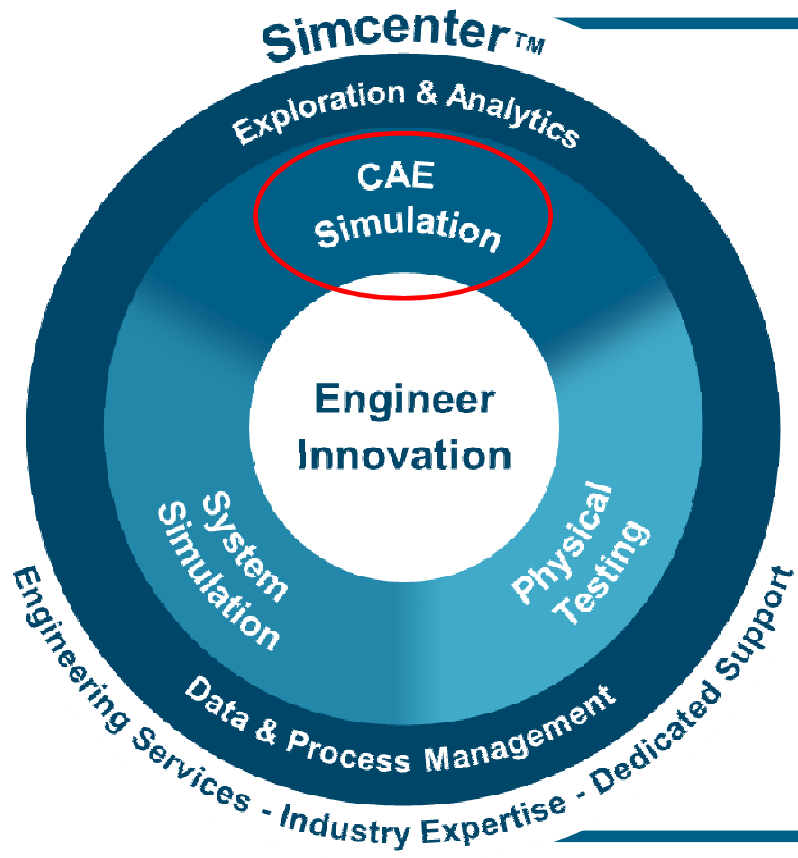 Simcenter™
Exploration & Analytics
CAE
Simulation
Engineer
Innovation
System
Simulation
Physical
Testing
Data & Process Management
Engineering Services - Industry Expertise - Dedicated Support